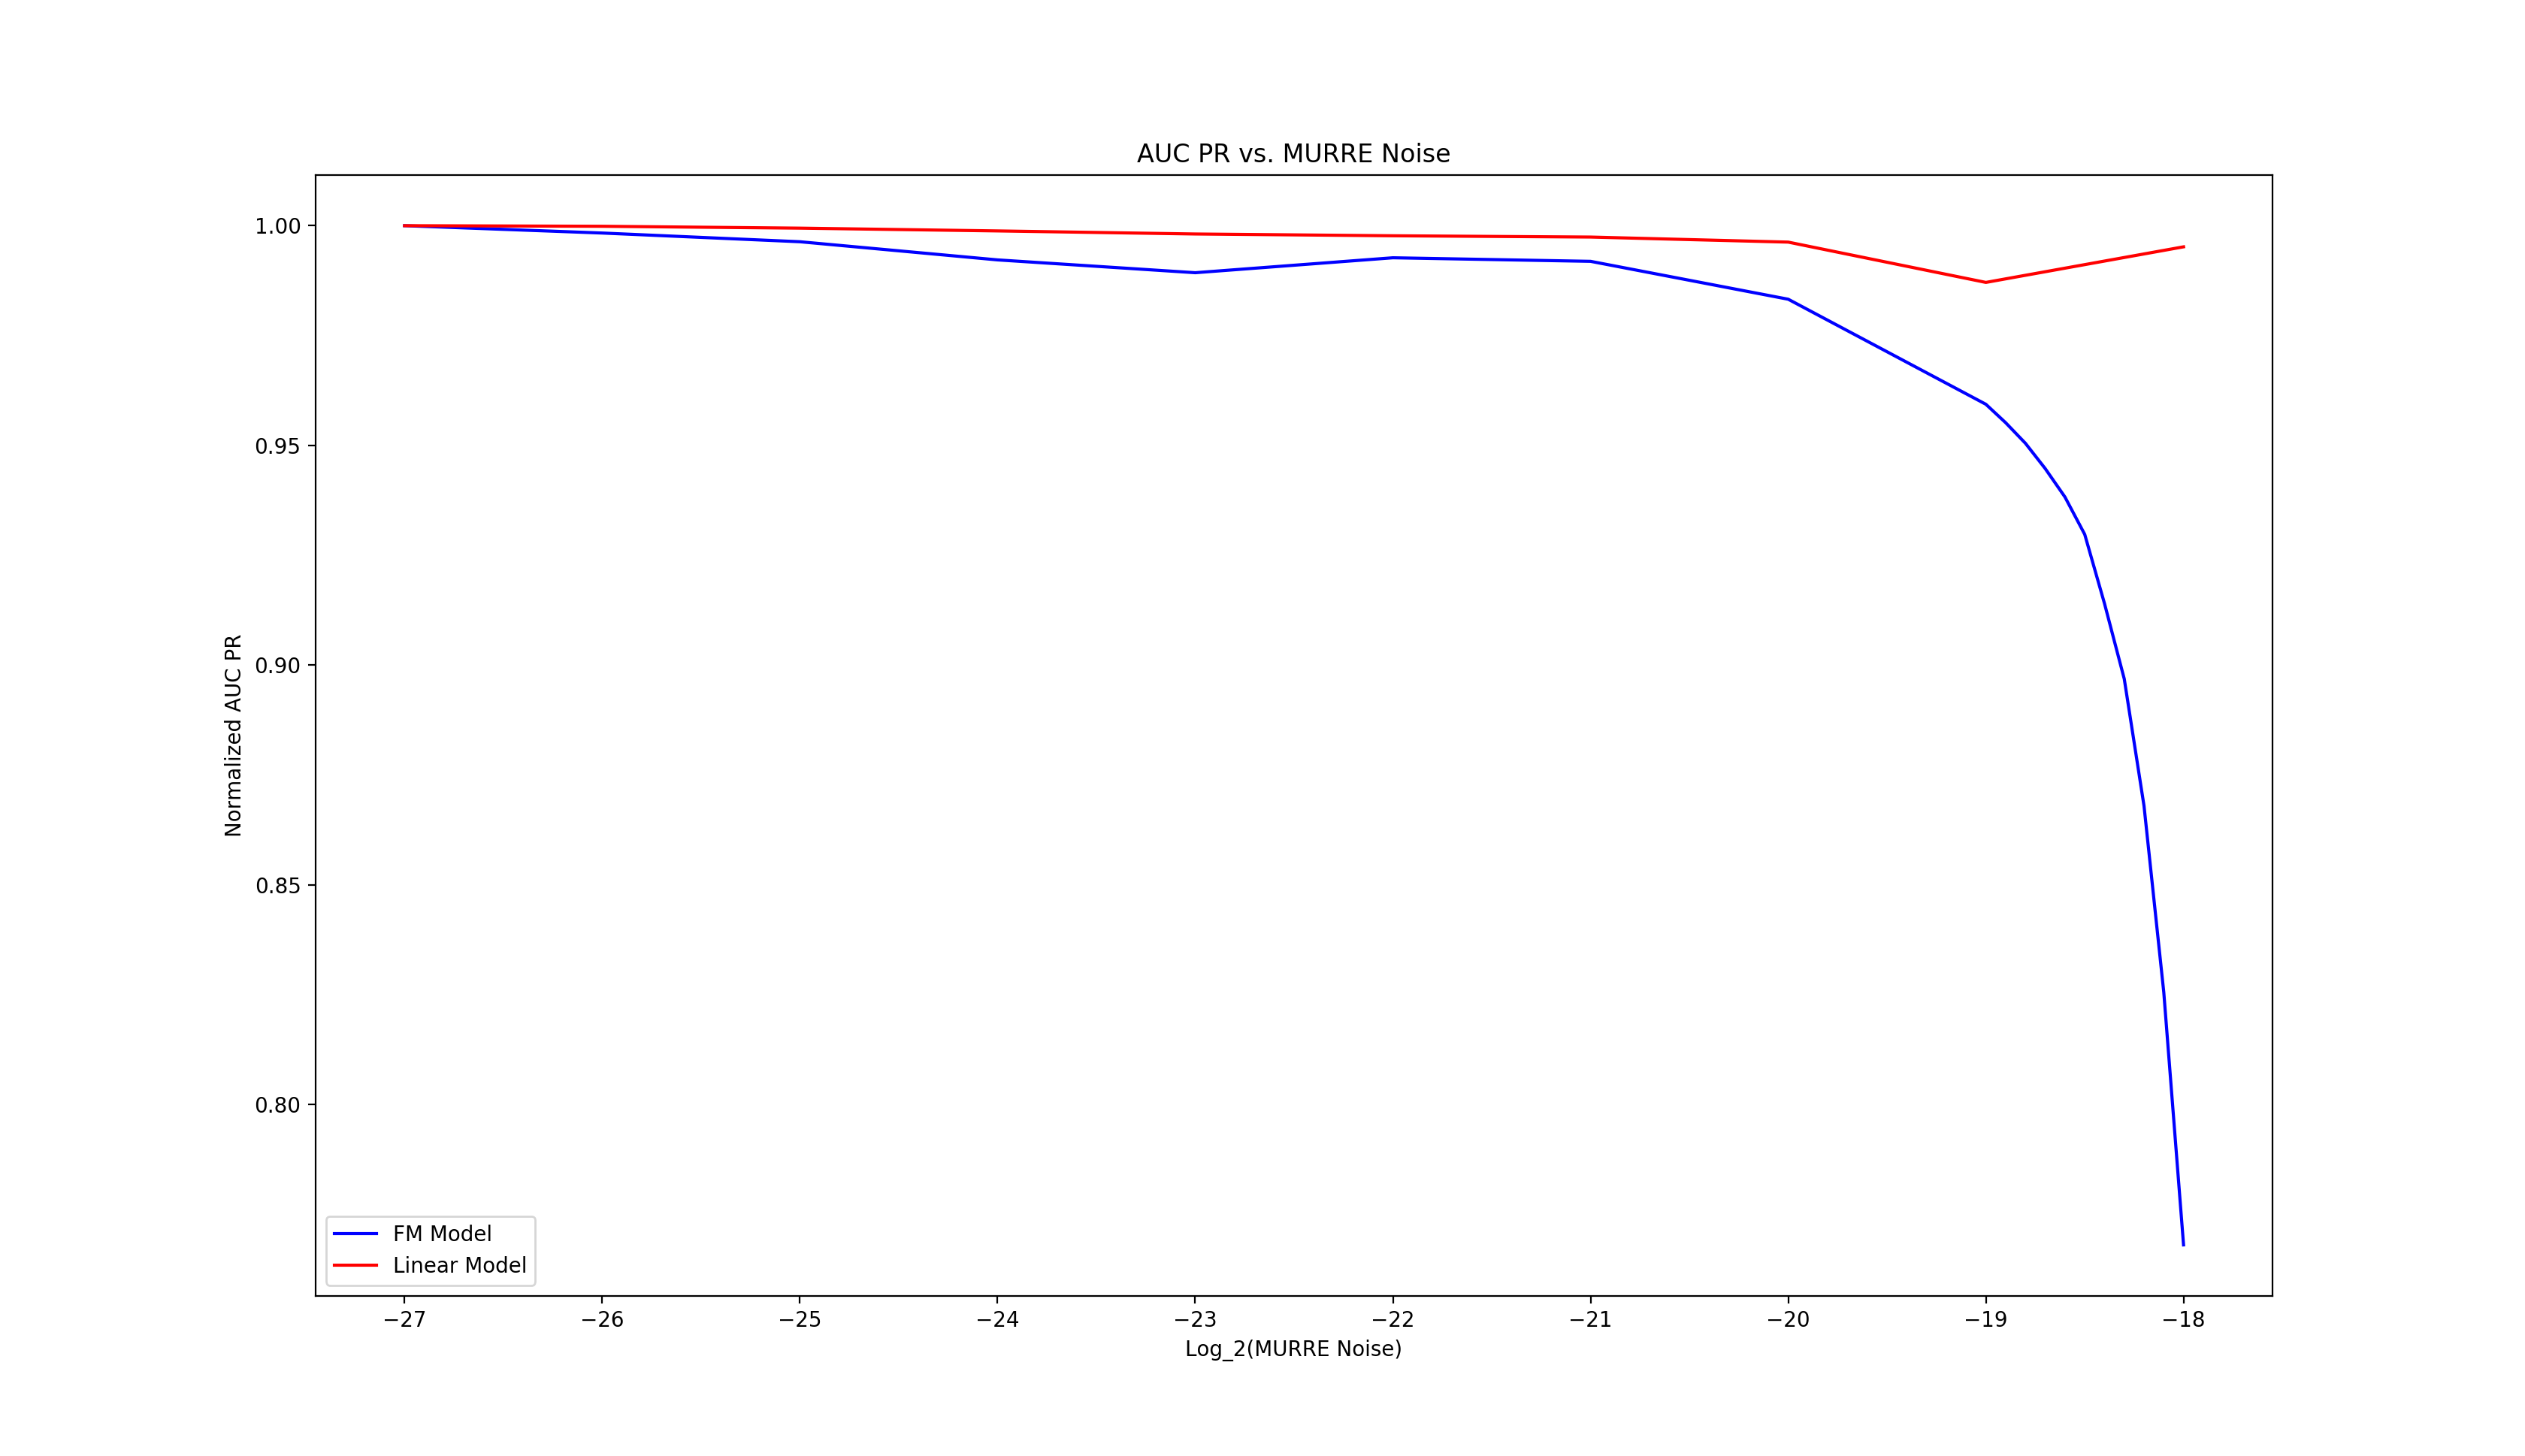 AUC PR vs. MURRE Noise
1.00
0.95
0.90
0.85
0.80
Normalized AUC PR
FM Model
Linear Model
−27 −26 −25 −24 −23 −22 −21 −20 −19 −18
Log_2(MURRE Noise)